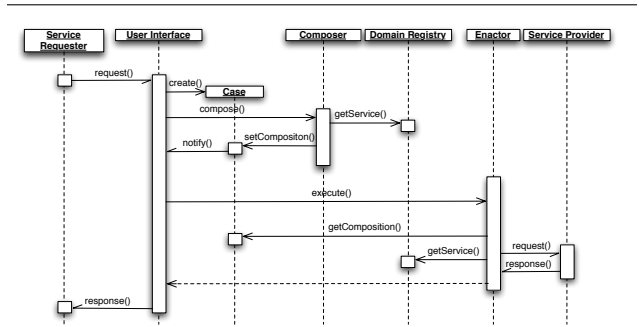 Service Requester
User Interface
Composer
Domain Registry
Enactor
Service Provider
request()
create()
Case
compose()
getService()
setCompositon()
notify()
execute()
getComposition()
request()
getService()
response()
response()